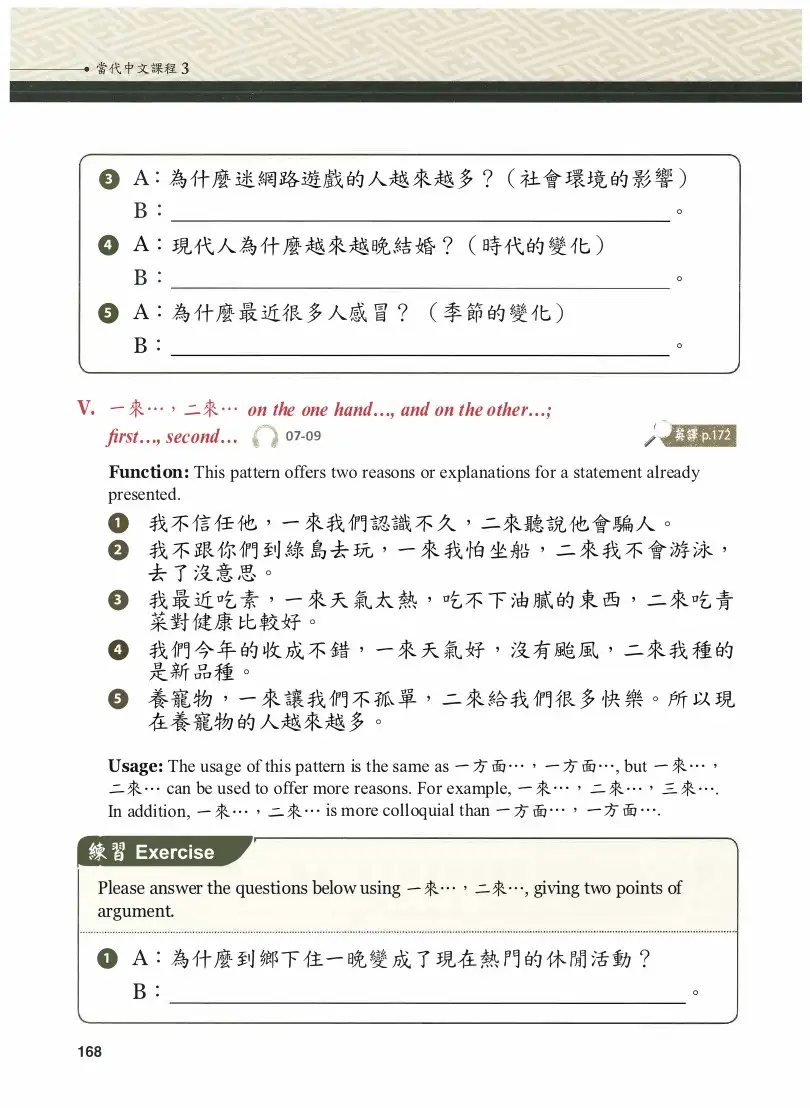 當代中文課程 3
3 A：為什麼迷網路遊戲的人越來越多？（社會環境的影響）
B：。
4 A：現代人為什麼越來越晚結婚？（時代的變化）
B：。
5 A：為什麼最近很多人感冒？（季節的變化）
B：。
V. 一來…，二來… on the one hand…, and on the other…;
first…, second… 07-09
英譯 p.172
Function: This pattern offers two reasons or explanations for a statement already
presented.
1 我不信任他，一來我們認識不久，二來聽說他會騙人。
2 我不跟你們到綠島去玩，一來我怕坐船，二來我不會游泳，
去了沒意思。
3 我最近吃素，一來天氣太熱，吃不下油膩的東西，二來吃青
菜對健康比較好。
4 我們今年的收成不錯，一來天氣好，沒有颱風，二來我種的
是新品種。
5 養寵物，一來讓我們不孤單，二來給我們很多快樂。所以現
在養寵物的人越來越多。
Usage: The usage of this pattern is the same as 一方面…，一方面…, but 一來…，
二來… can be used to offer more reasons. For example, 一來…，二來…，三來….
In addition, 一來…，二來… is more colloquial than 一方面…，一方面….
練習 Exercise
Please answer the questions below using 一來…，二來…, giving two points of
argument.
1 A：為什麼到鄉下住一晚變成了現在熱門的休閒活動？
B：。
168